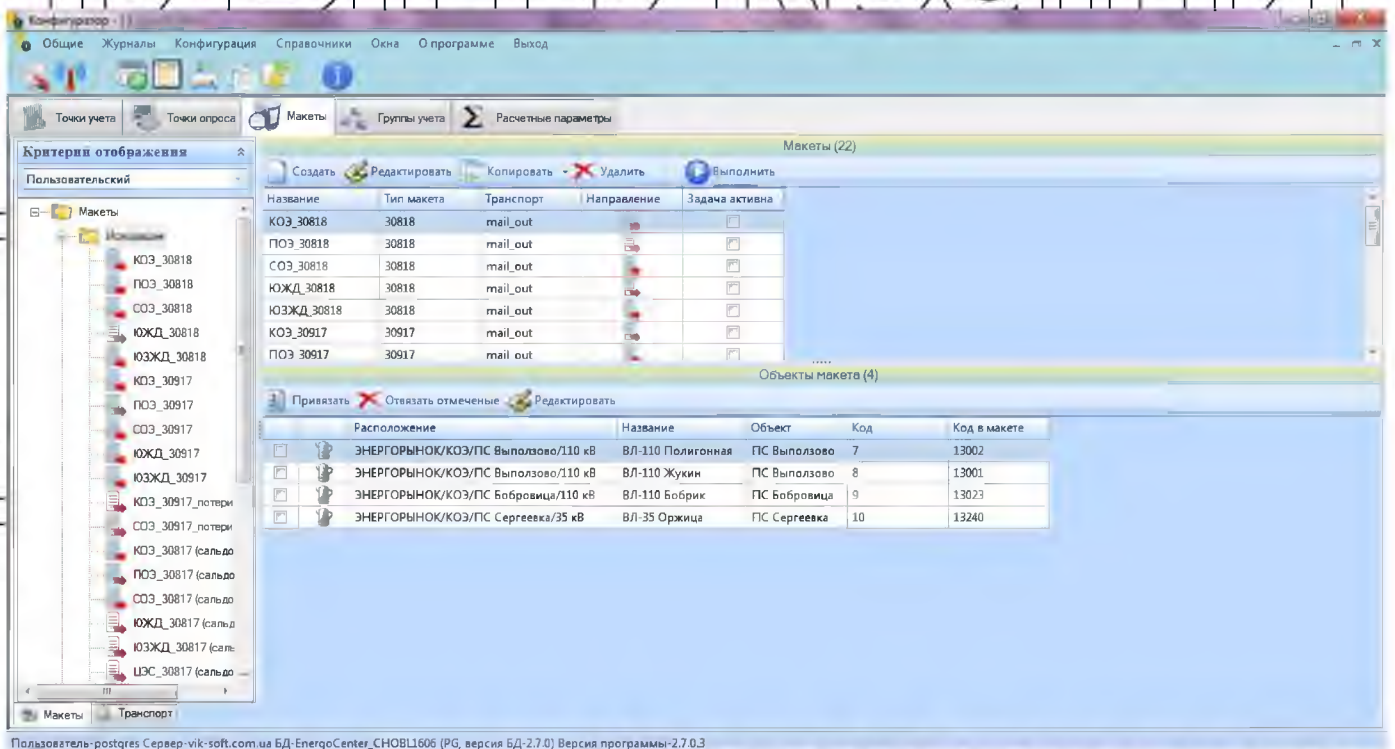 Конфигуратор - [ ]
Общие Журналы Конфигурация Справочники Окна О программе Выход
Точки учета Точки опроса Макеты Группы учета Расчетные параметры
Критерии отображения
Пользовательский
Макеты
КОЭ_30818
ПОЭ_30818
СОЭ_30818
ЮЖД_30818
ЮЗЖД_30818
КОЭ_30917
ПОЭ_30917
СОЭ_30917
ЮЖД_30917
ЮЗЖД_30917
КОЭ_30917_потери
СОЭ_30917_потери
КОЭ_30817 (сальдо
ПОЭ_30817 (сальдо
СОЭ_30817 (сальдо
ЮЖД_30817 (сальд
ЮЗЖД_30817 (саль
ЦЭС_30817 (сальдо
Макеты Транспорт
Макеты (22)
Создать Редактировать Копировать Удалить Выполнить
Название Тип макета Транспорт Направление Задача активна
КОЭ_30818 30818 mail_out
ПОЭ_30818 30818 mail_out
СОЭ_30818 30818 mail_out
ЮЖД_30818 30818 mail_out
ЮЗЖД_30818 30818 mail_out
КОЭ_30917 30917 mail_out
ПОЭ_30917 30917 mail_out
Объекты макета (4)
Привязать Отвязать отмеченые Редактировать
Расположение Название Объект Код Код в макете
ЭНЕРГОРЫНОК/КОЭ/ПС Выползово/110 кВ ВЛ-110 Полигонная ПС Выползово 7 13002
ЭНЕРГОРЫНОК/КОЭ/ПС Выползово/110 кВ ВЛ-110 Жукин ПС Выползово 8 13001
ЭНЕРГОРЫНОК/КОЭ/ПС Бобровица/110 кВ ВЛ-110 Бобрик ПС Бобровица 9 13023
ЭНЕРГОРЫНОК/КОЭ/ПС Сергеевка/35 кВ ВЛ-35 Оржица ПС Сергеевка 10 13240
Пользователь-postgres Сервер-vik-soft.com.ua БД-EnergoCenter_CHOBL1606 (PG, версия БД-2.7.0) Версия программы-2.7.0.3